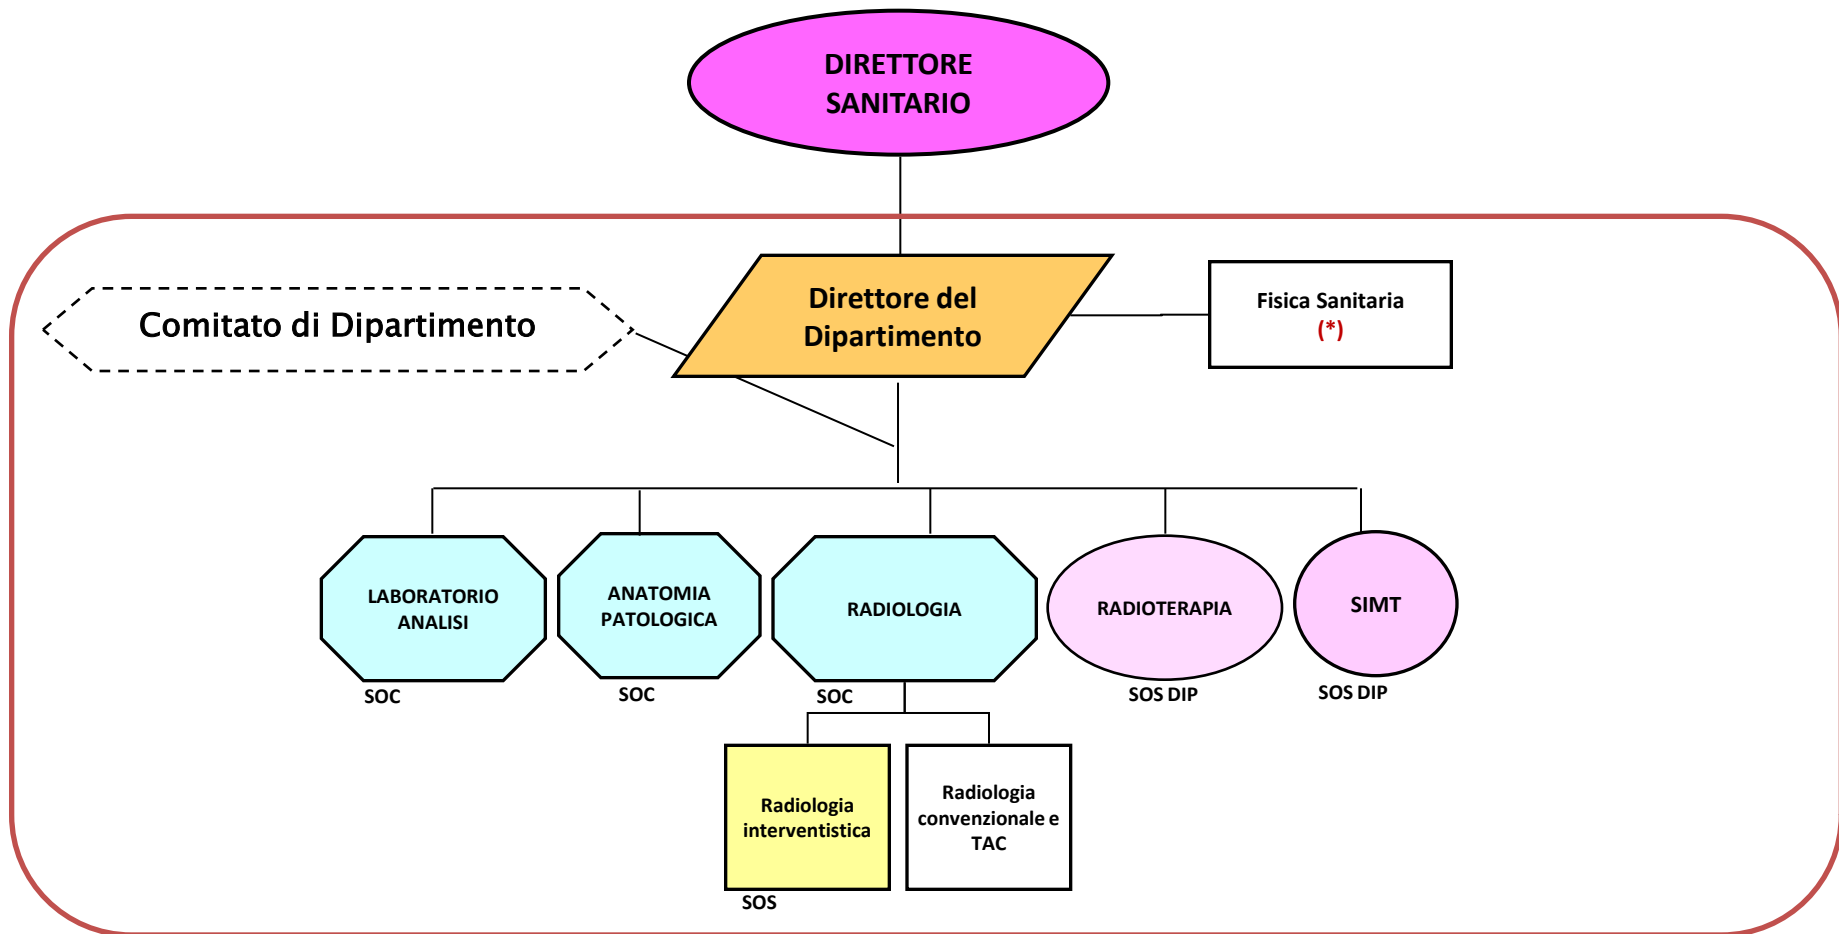 DIRETTORE
SANITARIO
Comitato di Dipartimento
Direttore del
Dipartimento
Fisica Sanitaria
(*)
LABORATORIO
ANALISI
SOC
ANATOMIA
PATOLOGICA
SOC
RADIOLOGIA
SOC
RADIOTERAPIA
SOS DIP
SIMT
SOS DIP
Radiologia
interventistica
SOS
Radiologia
convenzionale e
TAC